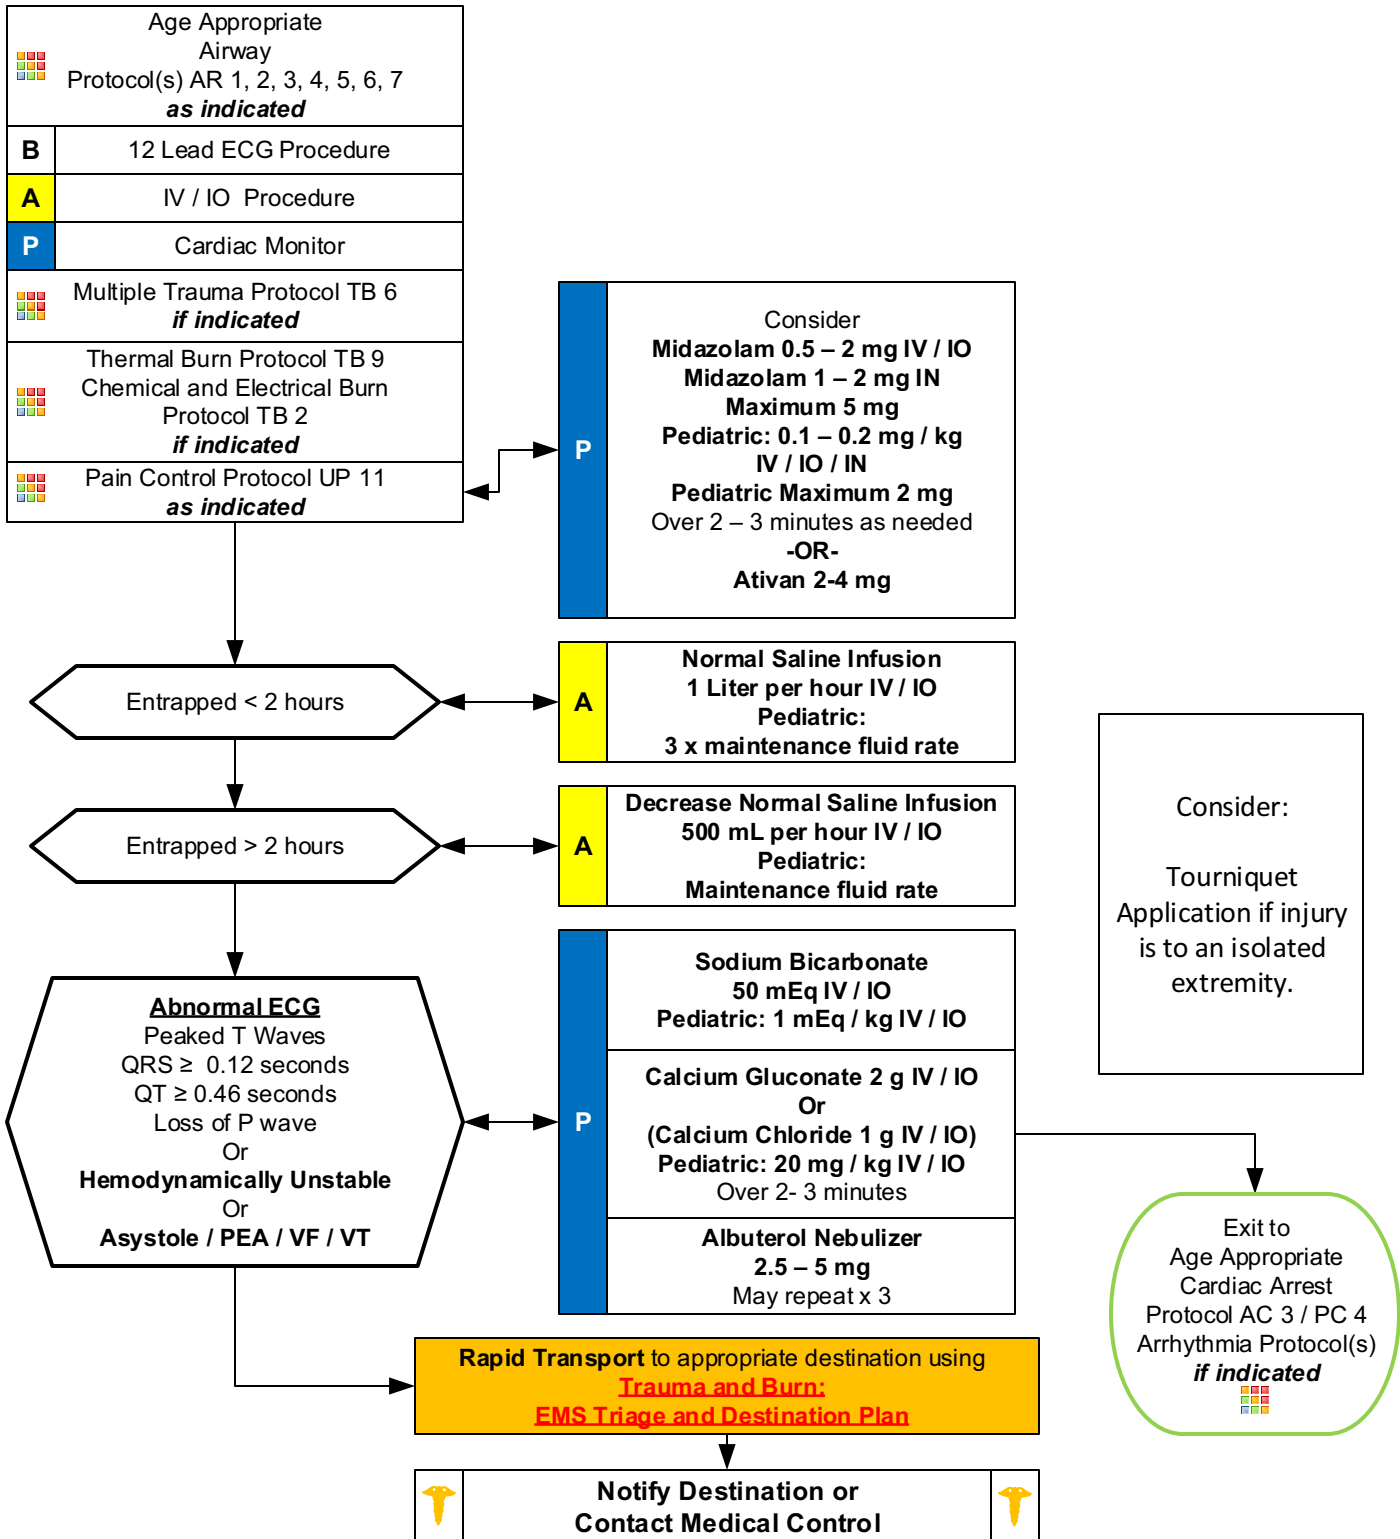 Age Appropriate
Airway
Protocol(s) AR 1, 2, 3, 4, 5, 6, 7
as indicated
B
12 Lead ECG Procedure
A
IV / IO Procedure
P
Cardiac Monitor
Multiple Trauma Protocol TB 6
if indicated
Thermal Burn Protocol TB 9
Chemical and Electrical Burn
Protocol TB 2
if indicated
Pain Control Protocol UP 11
as indicated
P
Consider
Midazolam 0.5 – 2 mg IV / IO
Midazolam 1 – 2 mg IN
Maximum 5 mg
Pediatric: 0.1 – 0.2 mg / kg
IV / IO / IN
Pediatric Maximum 2 mg
Over 2 – 3 minutes as needed
-OR-
Ativan 2-4 mg
Entrapped < 2 hours
A
Normal Saline Infusion
1 Liter per hour IV / IO
Pediatric:
3 x maintenance fluid rate
Entrapped > 2 hours
A
Decrease Normal Saline Infusion
500 mL per hour IV / IO
Pediatric:
Maintenance fluid rate
Consider:
Tourniquet
Application if injury
is to an isolated
extremity.
Abnormal ECG
Peaked T Waves
QRS ≥ 0.12 seconds
QT ≥ 0.46 seconds
Loss of P wave
Or
Hemodynamically Unstable
Or
Asystole / PEA / VF / VT
P
Sodium Bicarbonate
50 mEq IV / IO
Pediatric: 1 mEq / kg IV / IO
Calcium Gluconate 2 g IV / IO
Or
(Calcium Chloride 1 g IV / IO)
Pediatric: 20 mg / kg IV / IO
Over 2- 3 minutes
Albuterol Nebulizer
2.5 – 5 mg
May repeat x 3
Exit to
Age Appropriate
Cardiac Arrest
Protocol AC 3 / PC 4
Arrhythmia Protocol(s)
if indicated
Rapid Transport to appropriate destination using
Trauma and Burn:
EMS Triage and Destination Plan
Notify Destination or
Contact Medical Control